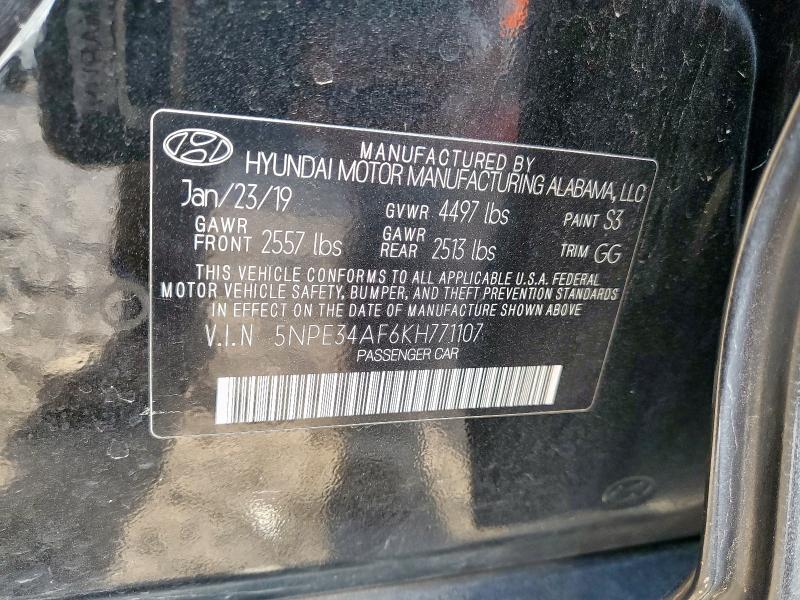 MANUFACTURED BY
HYUNDAI MOTOR MANUFACTURING ALABAMA, LLC
Jan/23/19 GVWR 4497 lbs PAINT S3
GAWR FRONT 2557 lbs GAWR REAR 2513 lbs TRIM GG
THIS VEHICLE CONFORMS TO ALL APPLICABLE U.S.A. FEDERAL
MOTOR VEHICLE SAFETY, BUMPER, AND THEFT PREVENTION STANDARDS
IN EFFECT ON THE DATE OF MANUFACTURE SHOWN ABOVE
V.I.N 5NPE34AF6KH771107
PASSENGER CAR